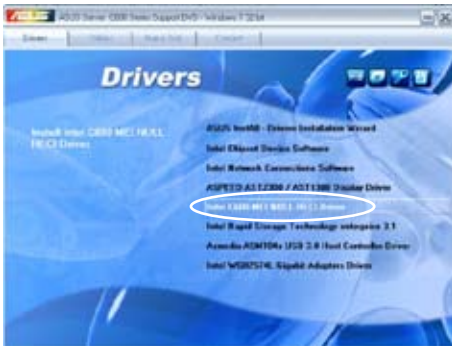 ASUS Server C600 Series Support DVD - Windows 7 32bit
Drivers
Utilities
Contact
Drivers
Install Intel C600 MEI NULL
HECI Driver.
ASUS InstAll - Drivers Installation Wizard
Intel Chipset Device Software
Intel Network Connections Software
ASPEED AST2300 / AST1300 Display Driver
Intel C600 MEI NULL HECI Driver
Intel Rapid Storage Technology enterprise 3.1
Asmedia ASM104x USB 3.0 Host Controller Driver
Intel WG82574L Gigabit Adapters Driver